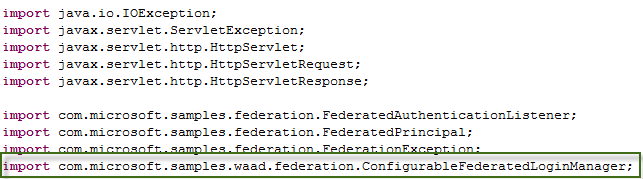 import java.io.IOException;
import javax.servlet.ServletException;
import javax.servlet.http.HttpServlet;
import javax.servlet.http.HttpServletRequest;
import javax.servlet.http.HttpServletResponse;
import com.microsoft.samples.federation.FederatedAuthenticationListener;
import com.microsoft.samples.federation.FederatedPrincipal;
import com.microsoft.samples.federation.FederationException;
import com.microsoft.samples.waad.federation.ConfigurableFederatedLoginManager;